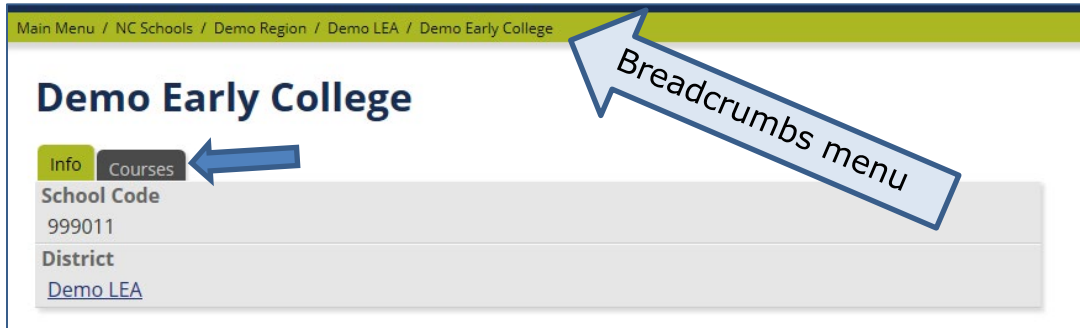 Main Menu / NC Schools / Demo Region / Demo LEA / Demo Early College
Breadcrumbs menu
Demo Early College
Info Courses
School Code
999011
District
Demo LEA